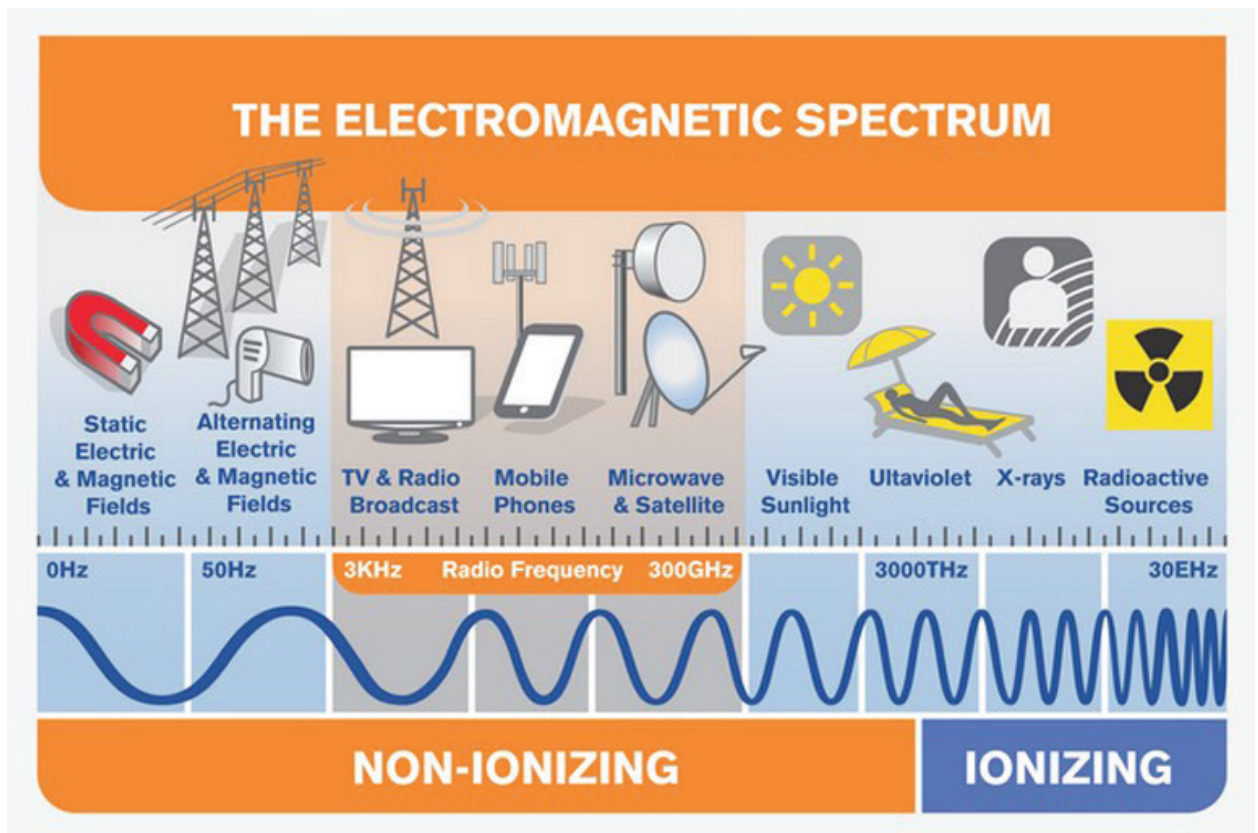 THE ELECTROMAGNETIC SPECTRUM
Static
Electric
& Magnetic
Fields
Alternating
Electric
& Magnetic
Fields
TV & Radio
Broadcast
Mobile
Phones
Microwave
& Satellite
Visible
Sunlight
Ultaviolet
X-rays
Radioactive
Sources
0Hz
50Hz
3KHz
Radio Frequency
300GHz
3000THz
30EHz
NON-IONIZING
IONIZING